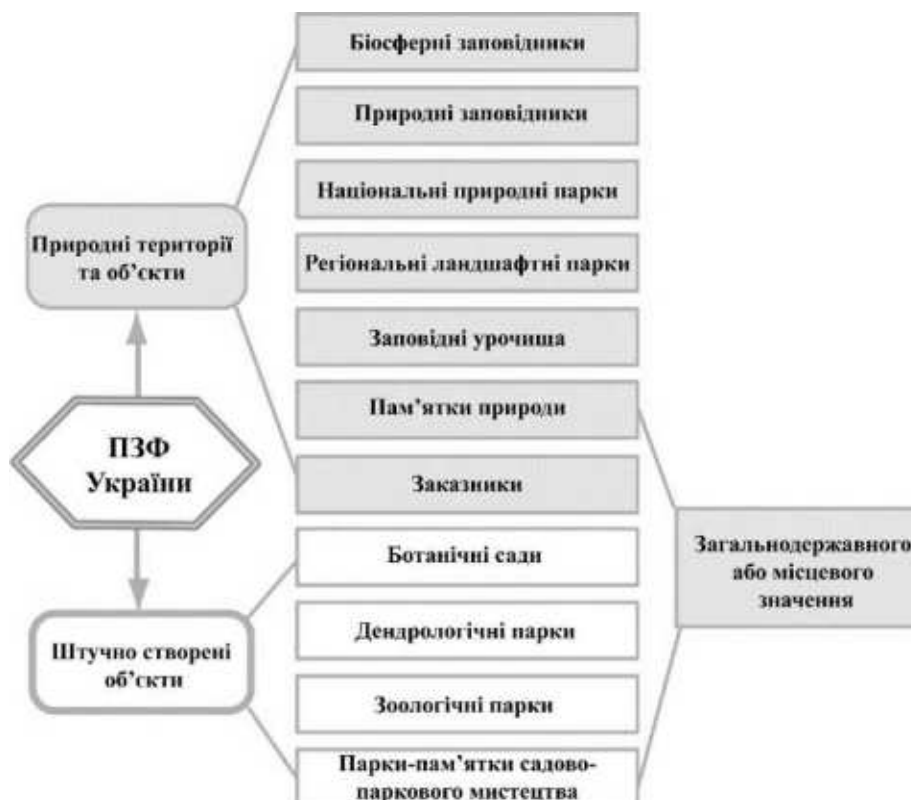 Біосферні заповідники
Природні заповідники
Національні природні парки
Регіональні ландшафтні парки
Заповідні урочища
Пам’ятки природи
Заказники
Ботанічні сади
Дендрологічні парки
Зоологічні парки
Парки-пам’ятки садово-
паркового мистецтва
Природні території
та об’єкти
ПЗФ
України
Штучно створені
об’єкти
Загальнодержавного
або місцевого
значення